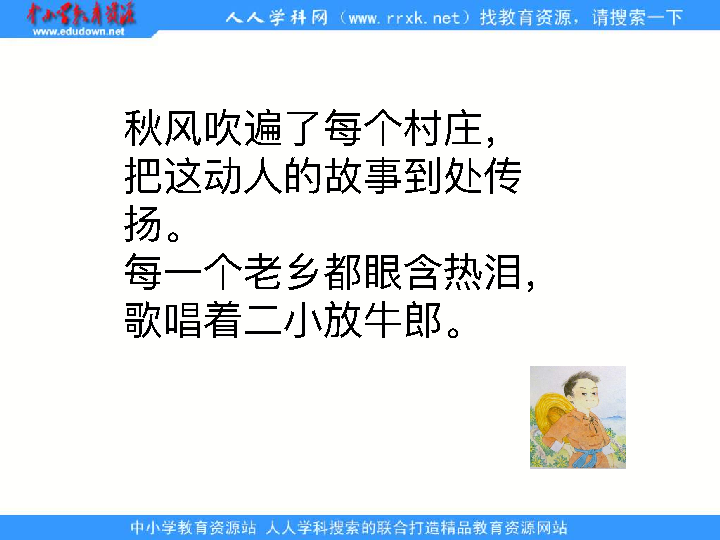 中小学教育资源
www.edudown.net
人人学科网（www.rrxk.net）找教育资源，请搜索一下
秋风吹遍了每个村庄，
把这动人的故事到处传
扬。
每一个老乡都眼含热泪，
歌唱着二小放牛郎。
中小学教育资源站 人人学科搜索的联合打造精品教育资源网站